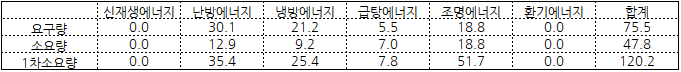 신재생에너지 난방에너지 냉방에너지 급탕에너지 조명에너지 환기에너지 합계
요구량 0.0 30.1 21.2 5.5 18.8 0.0 75.5
소요량 0.0 12.9 9.2 7.0 18.8 0.0 47.8
1차소요량 0.0 35.4 25.4 7.8 51.7 0.0 120.2